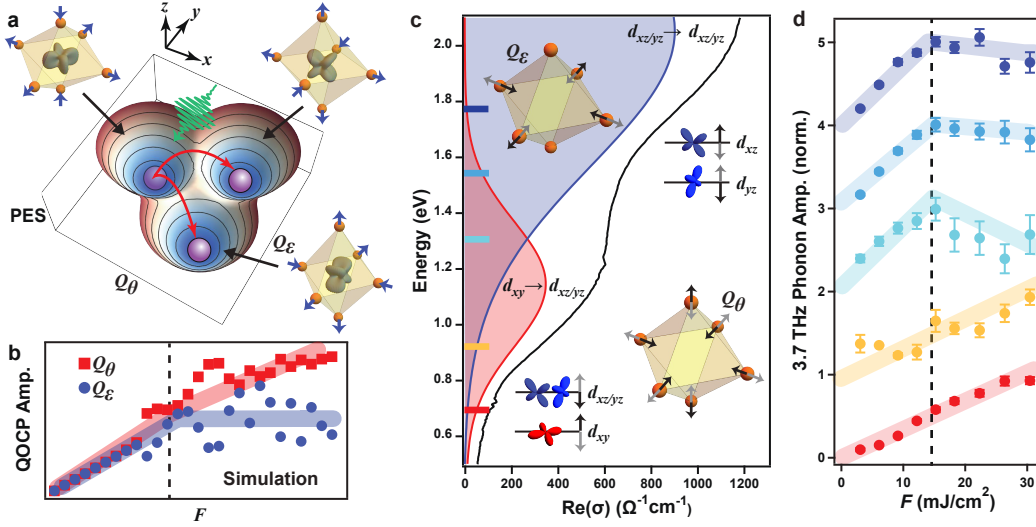 a
z
y
x
PES
Qθ
Qε
b
QOCP Amp.
Qθ
Qε
Simulation
F
c
Energy (eV)
2.0
1.8
1.6
1.4
1.2
1.0
0.8
0.6
0
200
400
600
800
1000
1200
Re(σ) (Ω⁻¹cm⁻¹)
Qε
dxz/yz → dxz/yz
dxz
dyz
dxy → dxz/yz
Qθ
dxz/yz
dxy
d
3.7 THz Phonon Amp. (norm.)
5
4
3
2
1
0
0
10
20
30
F (mJ/cm²)